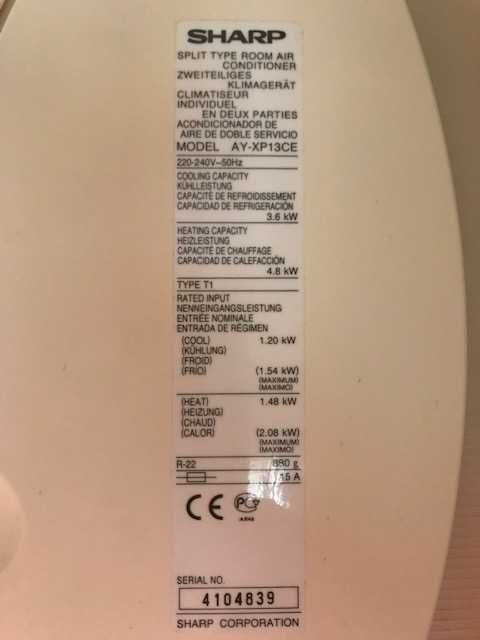 SHARP
SPLIT TYPE ROOM AIR
CONDITIONER
ZWEITEILIGES
KLIMAGERÄT
CLIMATISEUR
INDIVIDUEL
EN DEUX PARTIES
ACONDICIONADOR DE
AIRE DE DOBLE SERVICIO
MODEL AY-XP13CE
220-240V~50Hz
COOLING CAPACITY
KÜHLLEISTUNG
CAPACITÉ DE REFROIDISSEMENT
CAPACIDAD DE REFRIGERACIÓN
3.6 kW
HEATING CAPACITY
HEIZLEISTUNG
CAPACITÉ DE CHAUFFAGE
CAPACIDAD DE CALEFACCIÓN
4.8 kW
TYPE T1
RATED INPUT
NENNEINGANGSLEISTUNG
ENTRÉE NOMINALE
ENTRADA DE RÉGIMEN
(COOL) 1.20 kW
(KÜHLUNG)
(FROID)
(FRÍO) (1.54 kW)
(MAXIMUM)
(MAXIMO)
(HEAT) 1.48 kW
(HEIZUNG)
(CHAUD)
(CALOR) (2.08 kW)
(MAXIMUM)
(MAXIMO)
R-22 880 g
15 A
CE
SERIAL NO.
4104839
SHARP CORPORATION